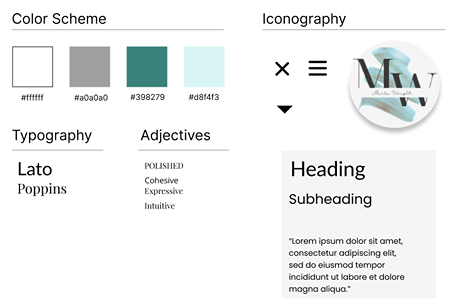 Color Scheme
#ffffff
#a0a0a0
#398279
#d8f4f3
Typography
Lato
Poppins
Adjectives
POLISHED
Cohesive
Expressive
Intuitive
Iconography
MW
Heading
Subheading
“Lorem ipsum dolor sit amet,
consectetur adipiscing elit,
sed do eiusmod tempor
incididunt ut labore et dolore
magna aliqua.”